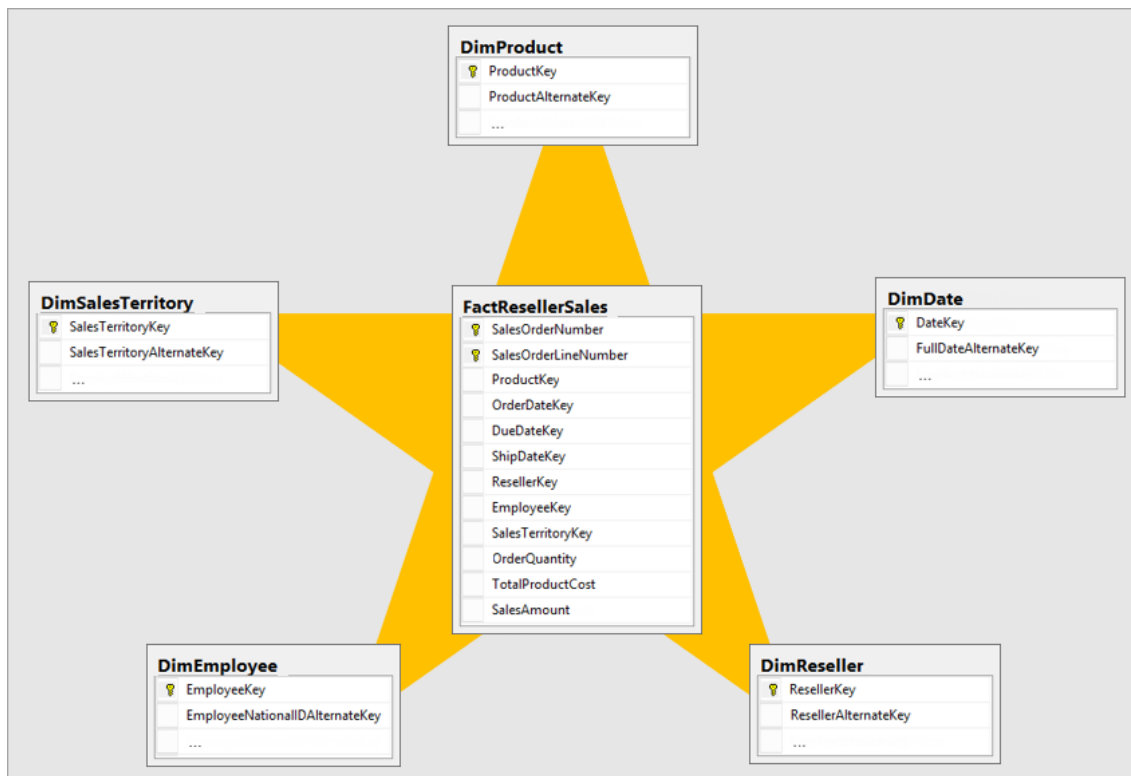 DimProduct
ProductKey
ProductAlternateKey
...
DimSalesTerritory
SalesTerritoryKey
SalesTerritoryAlternateKey
...
FactResellerSales
SalesOrderNumber
SalesOrderLineNumber
ProductKey
OrderDateKey
DueDateKey
ShipDateKey
ResellerKey
EmployeeKey
SalesTerritoryKey
OrderQuantity
TotalProductCost
SalesAmount
DimDate
DateKey
FullDateAlternateKey
...
DimEmployee
EmployeeKey
EmployeeNationalIDAlternateKey
...
DimReseller
ResellerKey
ResellerAlternateKey
...